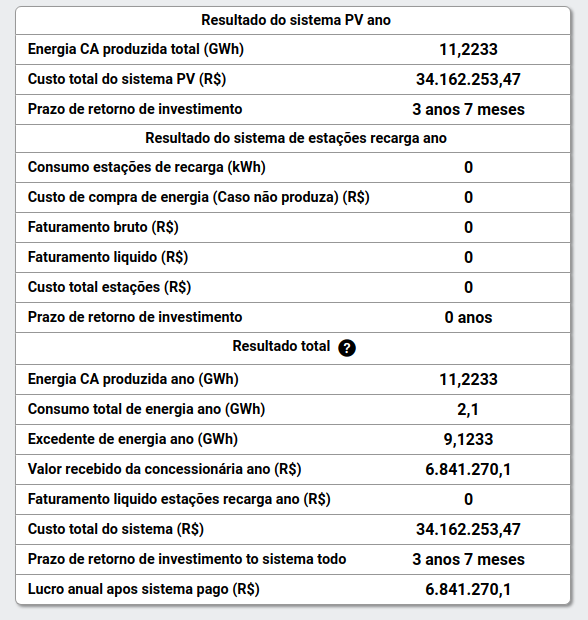 Resultado do sistema PV ano
Energia CA produzida total (GWh) 11,2233
Custo total do sistema PV (R$) 34.162.253,47
Prazo de retorno de investimento 3 anos 7 meses
Resultado do sistema de estações recarga ano
Consumo estações de recarga (kWh) 0
Custo de compra de energia (Caso não produza) (R$) 0
Faturamento bruto (R$) 0
Faturamento liquido (R$) 0
Custo total estações (R$) 0
Prazo de retorno de investimento 0 anos
Resultado total ?
Energia CA produzida ano (GWh) 11,2233
Consumo total de energia ano (GWh) 2,1
Excedente de energia ano (GWh) 9,1233
Valor recebido da concessionária ano (R$) 6.841.270,1
Faturamento liquido estações recarga ano (R$) 0
Custo total do sistema (R$) 34.162.253,47
Prazo de retorno de investimento to sistema todo 3 anos 7 meses
Lucro anual apos sistema pago (R$) 6.841.270,1